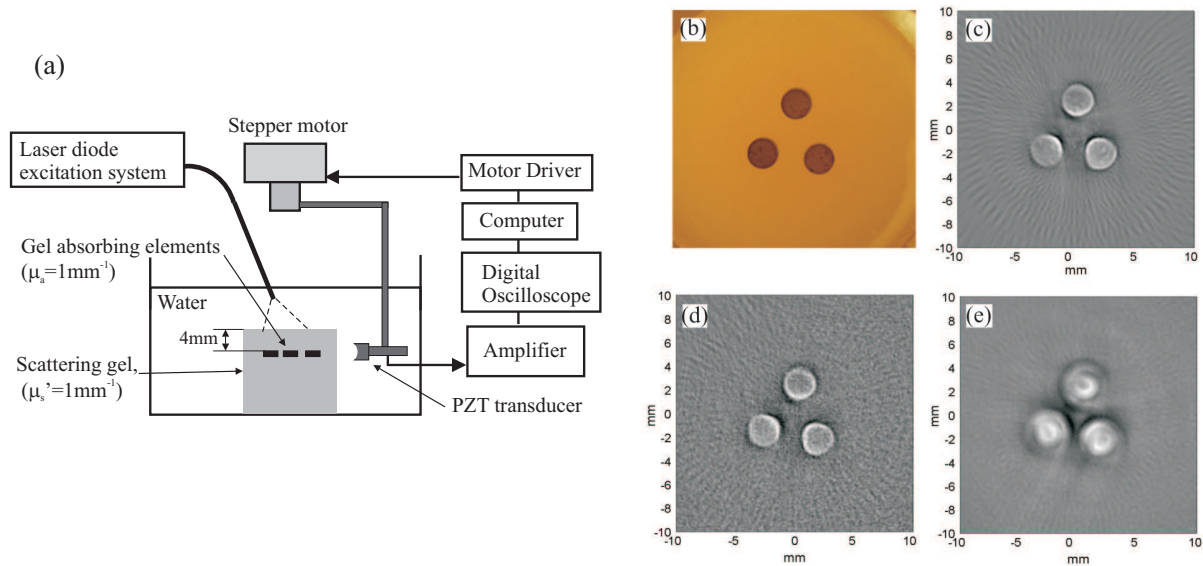 (a)
Laser diode
excitation system
Stepper motor
Motor Driver
Computer
Digital
Oscilloscope
Amplifier
Gel absorbing elements
(μₐ=1mm⁻¹)
Water
4mm
Scattering gel,
(μₛ’=1mm⁻¹)
PZT transducer
(b)
(c)
10
8
6
4
2
0
-2
-4
-6
-8
-10
mm
-5
0
5
10
mm
(d)
10
8
6
4
2
0
-2
-4
-6
-8
-10
mm
-10
-5
0
5
10
mm
(e)
10
8
6
4
2
0
-2
-4
-6
-8
-10
mm
-10
-5
0
5
10
mm